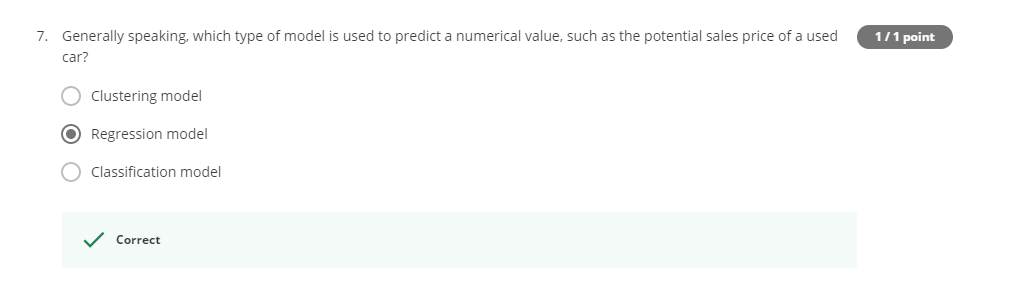 7. Generally speaking, which type of model is used to predict a numerical value, such as the potential sales price of a used
car?
1 / 1 point
Clustering model
Regression model
Classification model
Correct